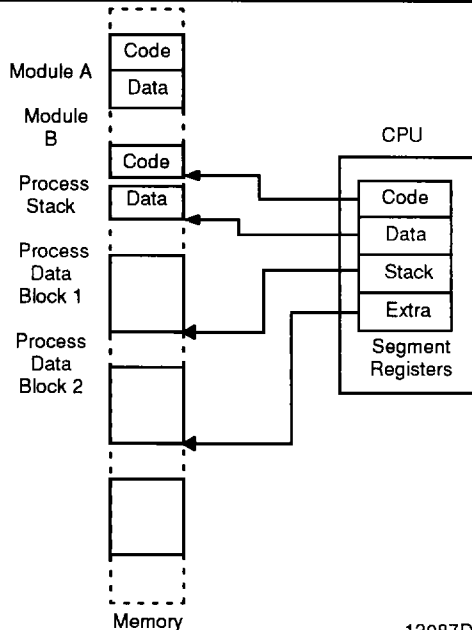 Module A
Code
Data
Module
B
Code
Process
Stack
Data
Process
Data
Block 1
Process
Data
Block 2
Memory
CPU
Code
Data
Stack
Extra
Segment
Registers